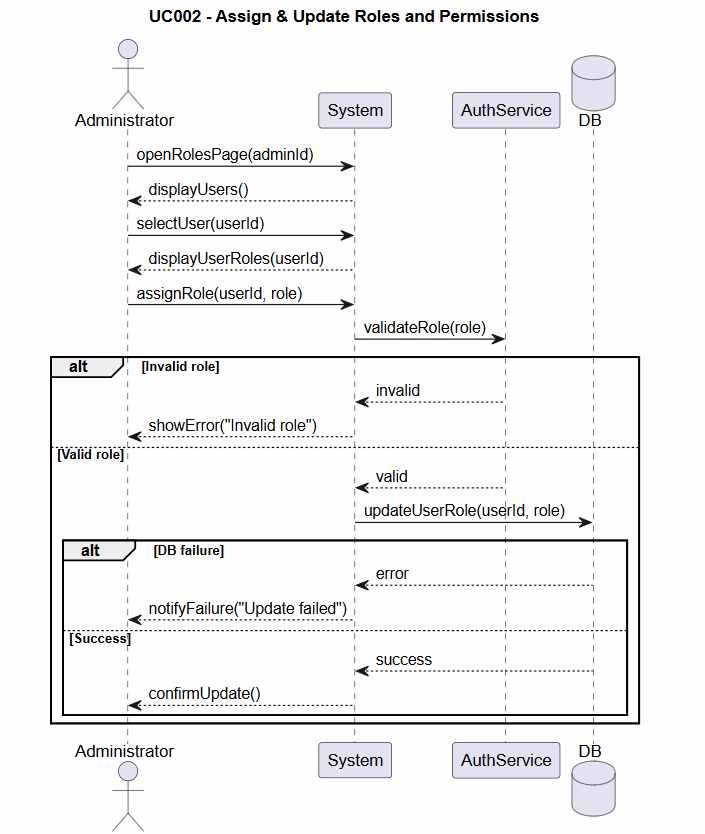 UC002 - Assign & Update Roles and Permissions
Administrator
System
AuthService
DB
openRolesPage(adminId)
displayUsers()
selectUser(userId)
displayUserRoles(userId)
assignRole(userId, role)
validateRole(role)
alt [Invalid role]
invalid
showError("Invalid role")
[Valid role]
valid
updateUserRole(userId, role)
alt [DB failure]
error
notifyFailure("Update failed")
[Success]
success
confirmUpdate()
Administrator
System
AuthService
DB